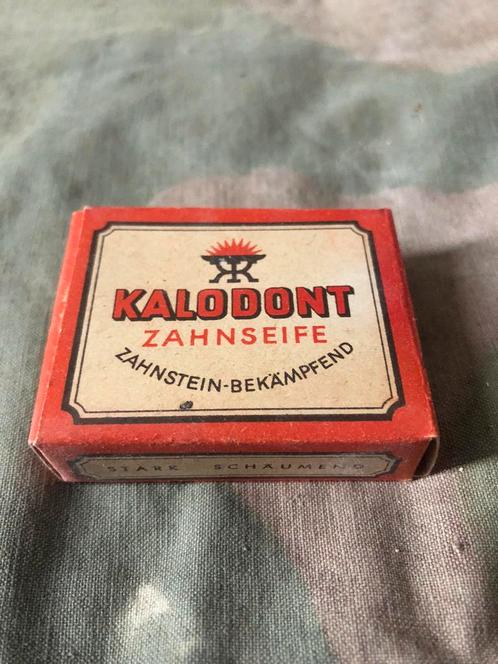 KALODONT
ZAHNSEIFE
ZAHNSTEIN-BEKÄMPFEND
STARK SCHÄUMEND